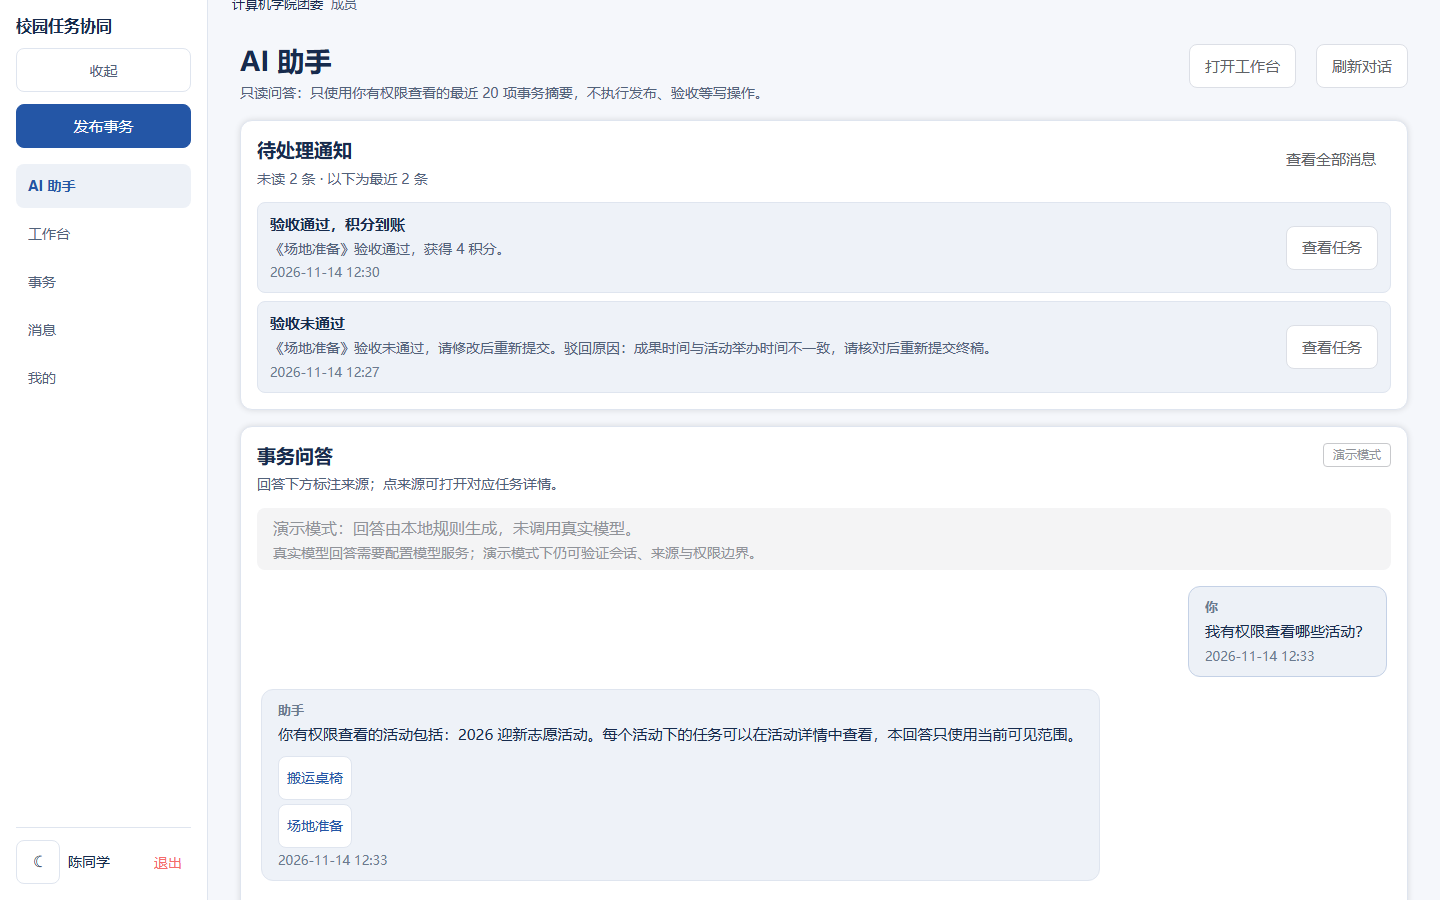 校园任务协同
收起
发布事务
AI 助手
工作台
事务
消息
我的
陈同学
退出
计算机学院团委 成员
AI 助手
只读问答：只使用你有权限查看的最近 20 项事务摘要，不执行发布、验收等写操作。
打开工作台
刷新对话
待处理通知
未读 2 条 · 以下为最近 2 条
查看全部消息
验收通过，积分到账
《场地准备》验收通过，获得 4 积分。
2026-11-14 12:30
查看任务
验收未通过
《场地准备》验收未通过，请修改后重新提交。驳回原因：成果时间与活动举办时间不一致，请核对后重新提交终稿。
2026-11-14 12:27
查看任务
事务问答
回答下方标注来源；点来源可打开对应任务详情。
演示模式
演示模式：回答由本地规则生成，未调用真实模型。
真实模型回答需要配置模型服务；演示模式下仍可验证会话、来源与权限边界。
你
我有权限查看哪些活动？
2026-11-14 12:33
助手
你有权限查看的活动包括：2026 迎新志愿活动。每个活动下的任务可以在活动详情中查看，本回答只使用当前可见范围。
搬运桌椅
场地准备
2026-11-14 12:33